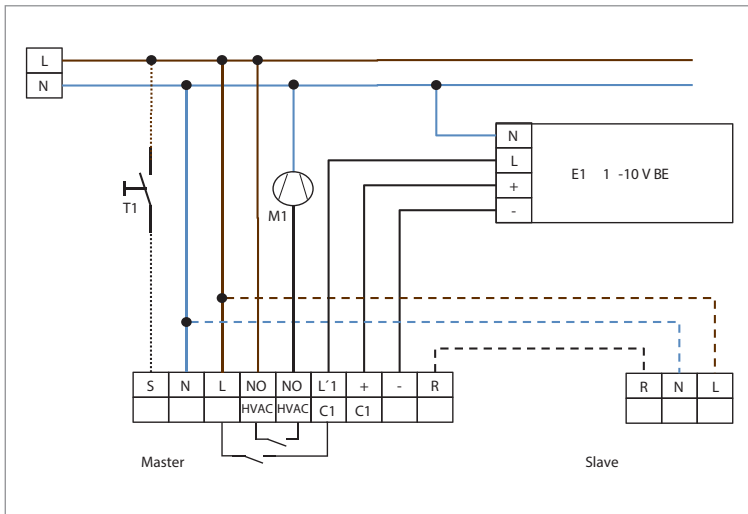 L
N
N
L
E1 1 -10 V BE
+
-
T1
M1
S N L NO NO L´1 + - R
HVAC HVAC C1 C1
R N L
Master
Slave